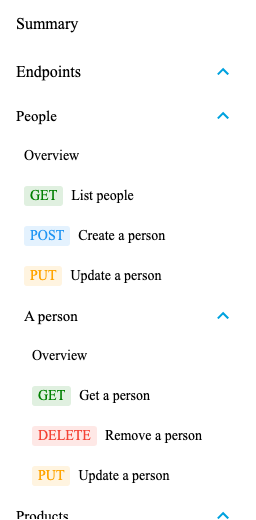 Summary
Endpoints
People
Overview
GET List people
POST Create a person
PUT Update a person
A person
Overview
GET Get a person
DELETE Remove a person
PUT Update a person
Products